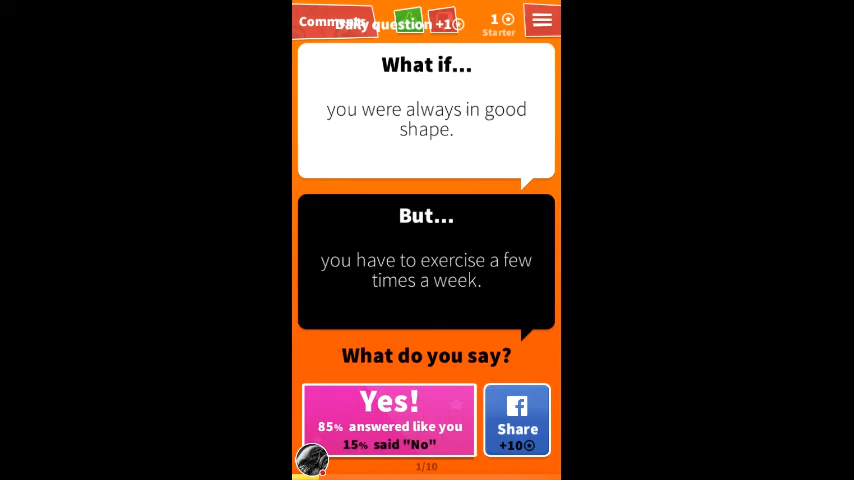 Comments
Daily question +1
1
Starter
What if...
you were always in good
shape.
But...
you have to exercise a few
times a week.
What do you say?
Yes!
85% answered like you
15% said "No"
Share
+10
1/10